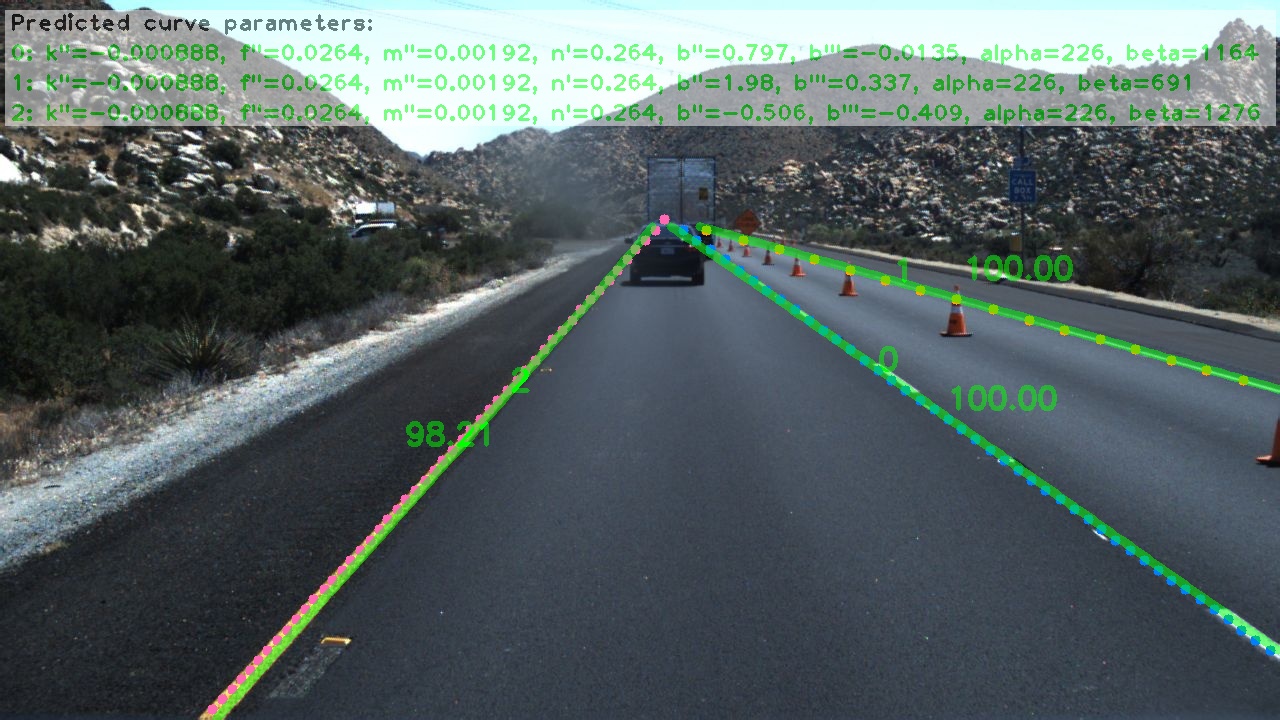 Predicted curve parameters:
0: k''=-0.000888, f''=0.0264, m''=0.00192, n'=0.264, b''=0.797, b'''=-0.0135, alpha=226, beta=1164
1: k''=-0.000888, f''=0.0264, m''=0.00192, n'=0.264, b''=1.98, b'''=0.337, alpha=226, beta=691
2: k''=-0.000888, f''=0.0264, m''=0.00192, n'=0.264, b''=-0.506, b'''=-0.409, alpha=226, beta=1276
CALL
BOX
1 100.00
0
100.00
2
98.21